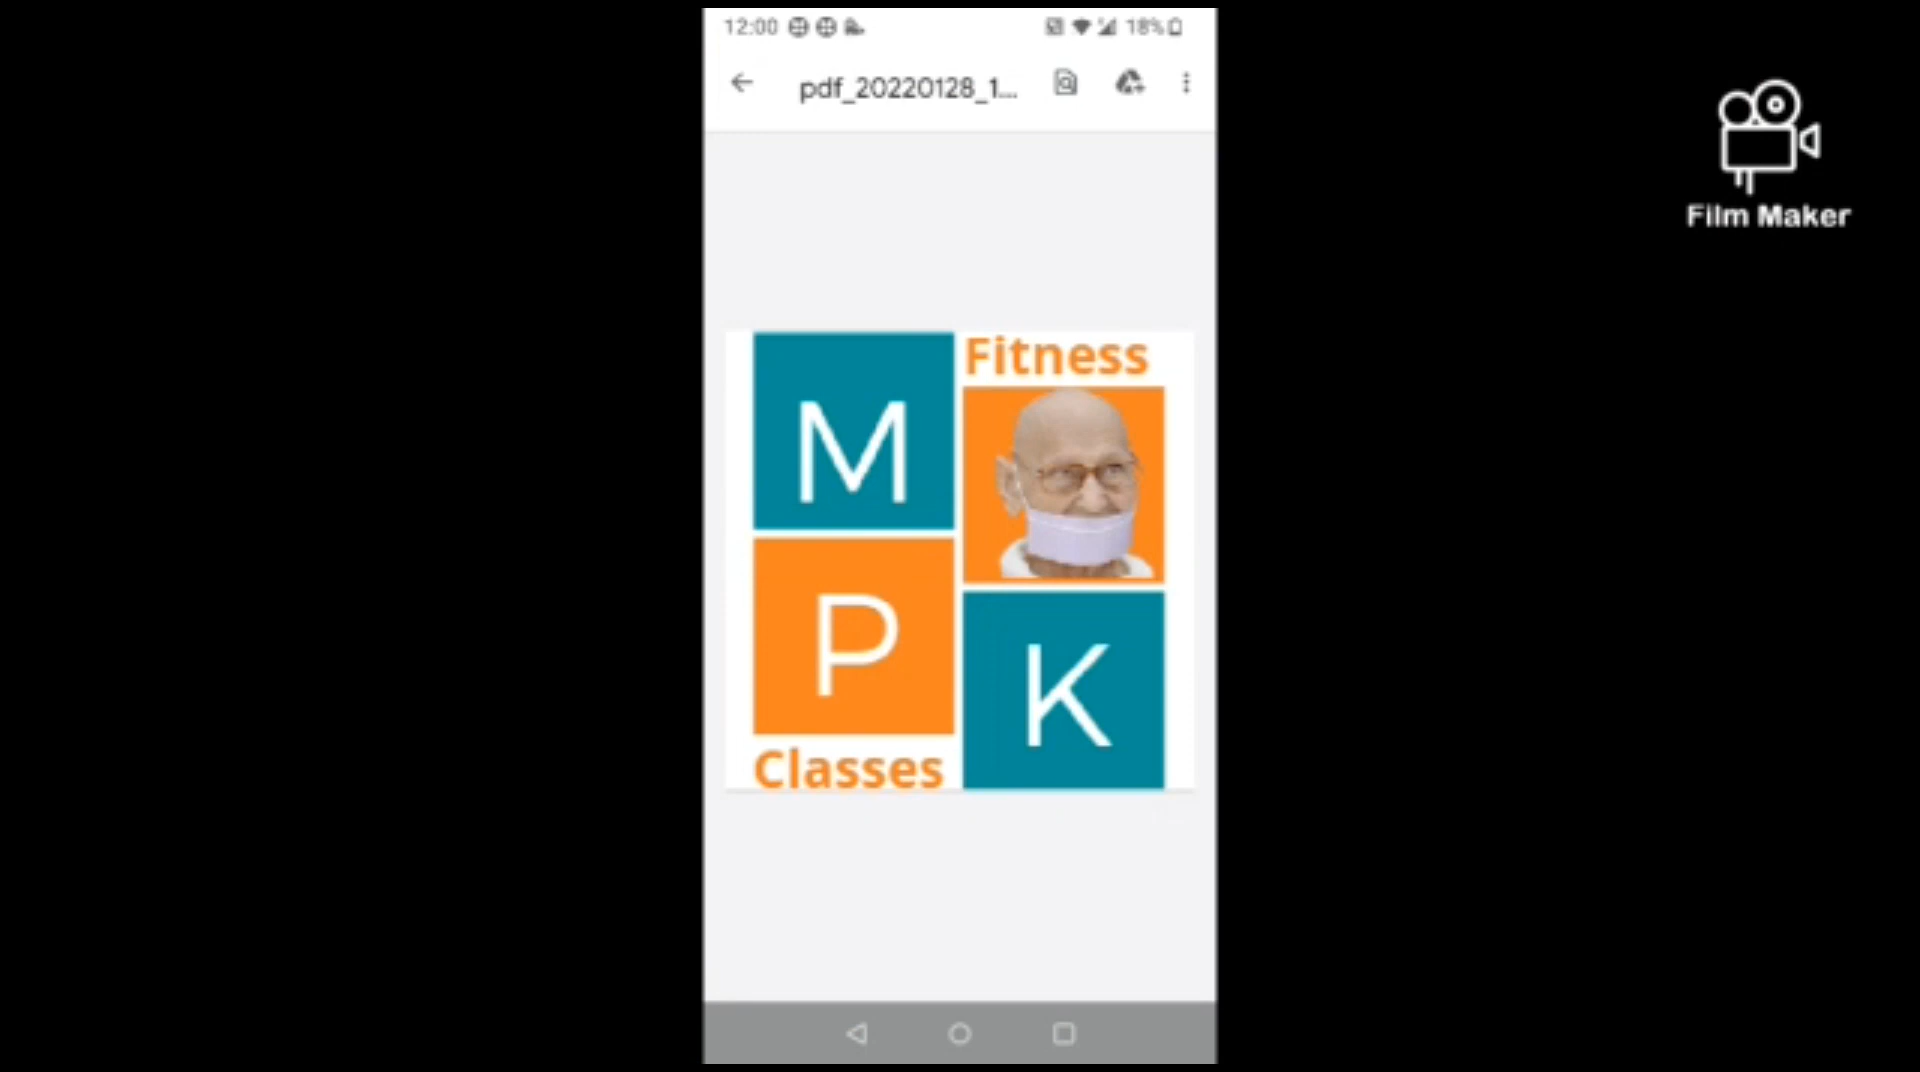 12:00 18%
pdf_20220128_1...
Film Maker
Fitness
M
P
K
Classes